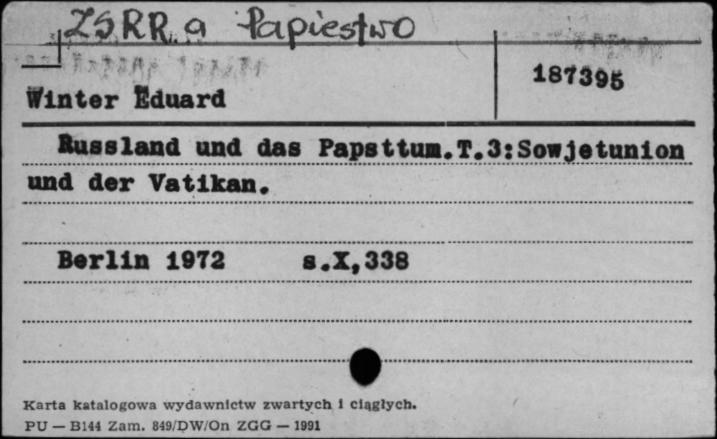 ZSRR a Papiestwo
187395
Winter Eduard
Russland und das Papsttum.T.3:Sowjetunion
und der Vatikan.
Berlin 1972 s.X,338
Karta katalogowa wydawnictw zwartych i ciągłych.
PU — B144 Zam. 849/DW/On ZGG — 1991